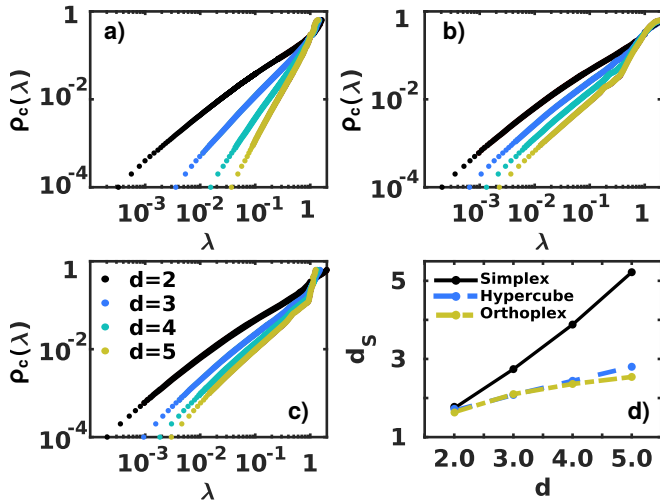 a)
ρc(λ)
1
10-2
10-4
10-3 10-2 10-1 1
λ
b)
ρc(λ)
1
10-2
10-4
10-3 10-2 10-1 1
λ
c)
ρc(λ)
1
10-2
10-4
d=2
d=3
d=4
d=5
10-3 10-2 10-1 1
λ
d)
dS
5
3
1
Simplex
Hypercube
Orthoplex
2.0 3.0 4.0 5.0
d